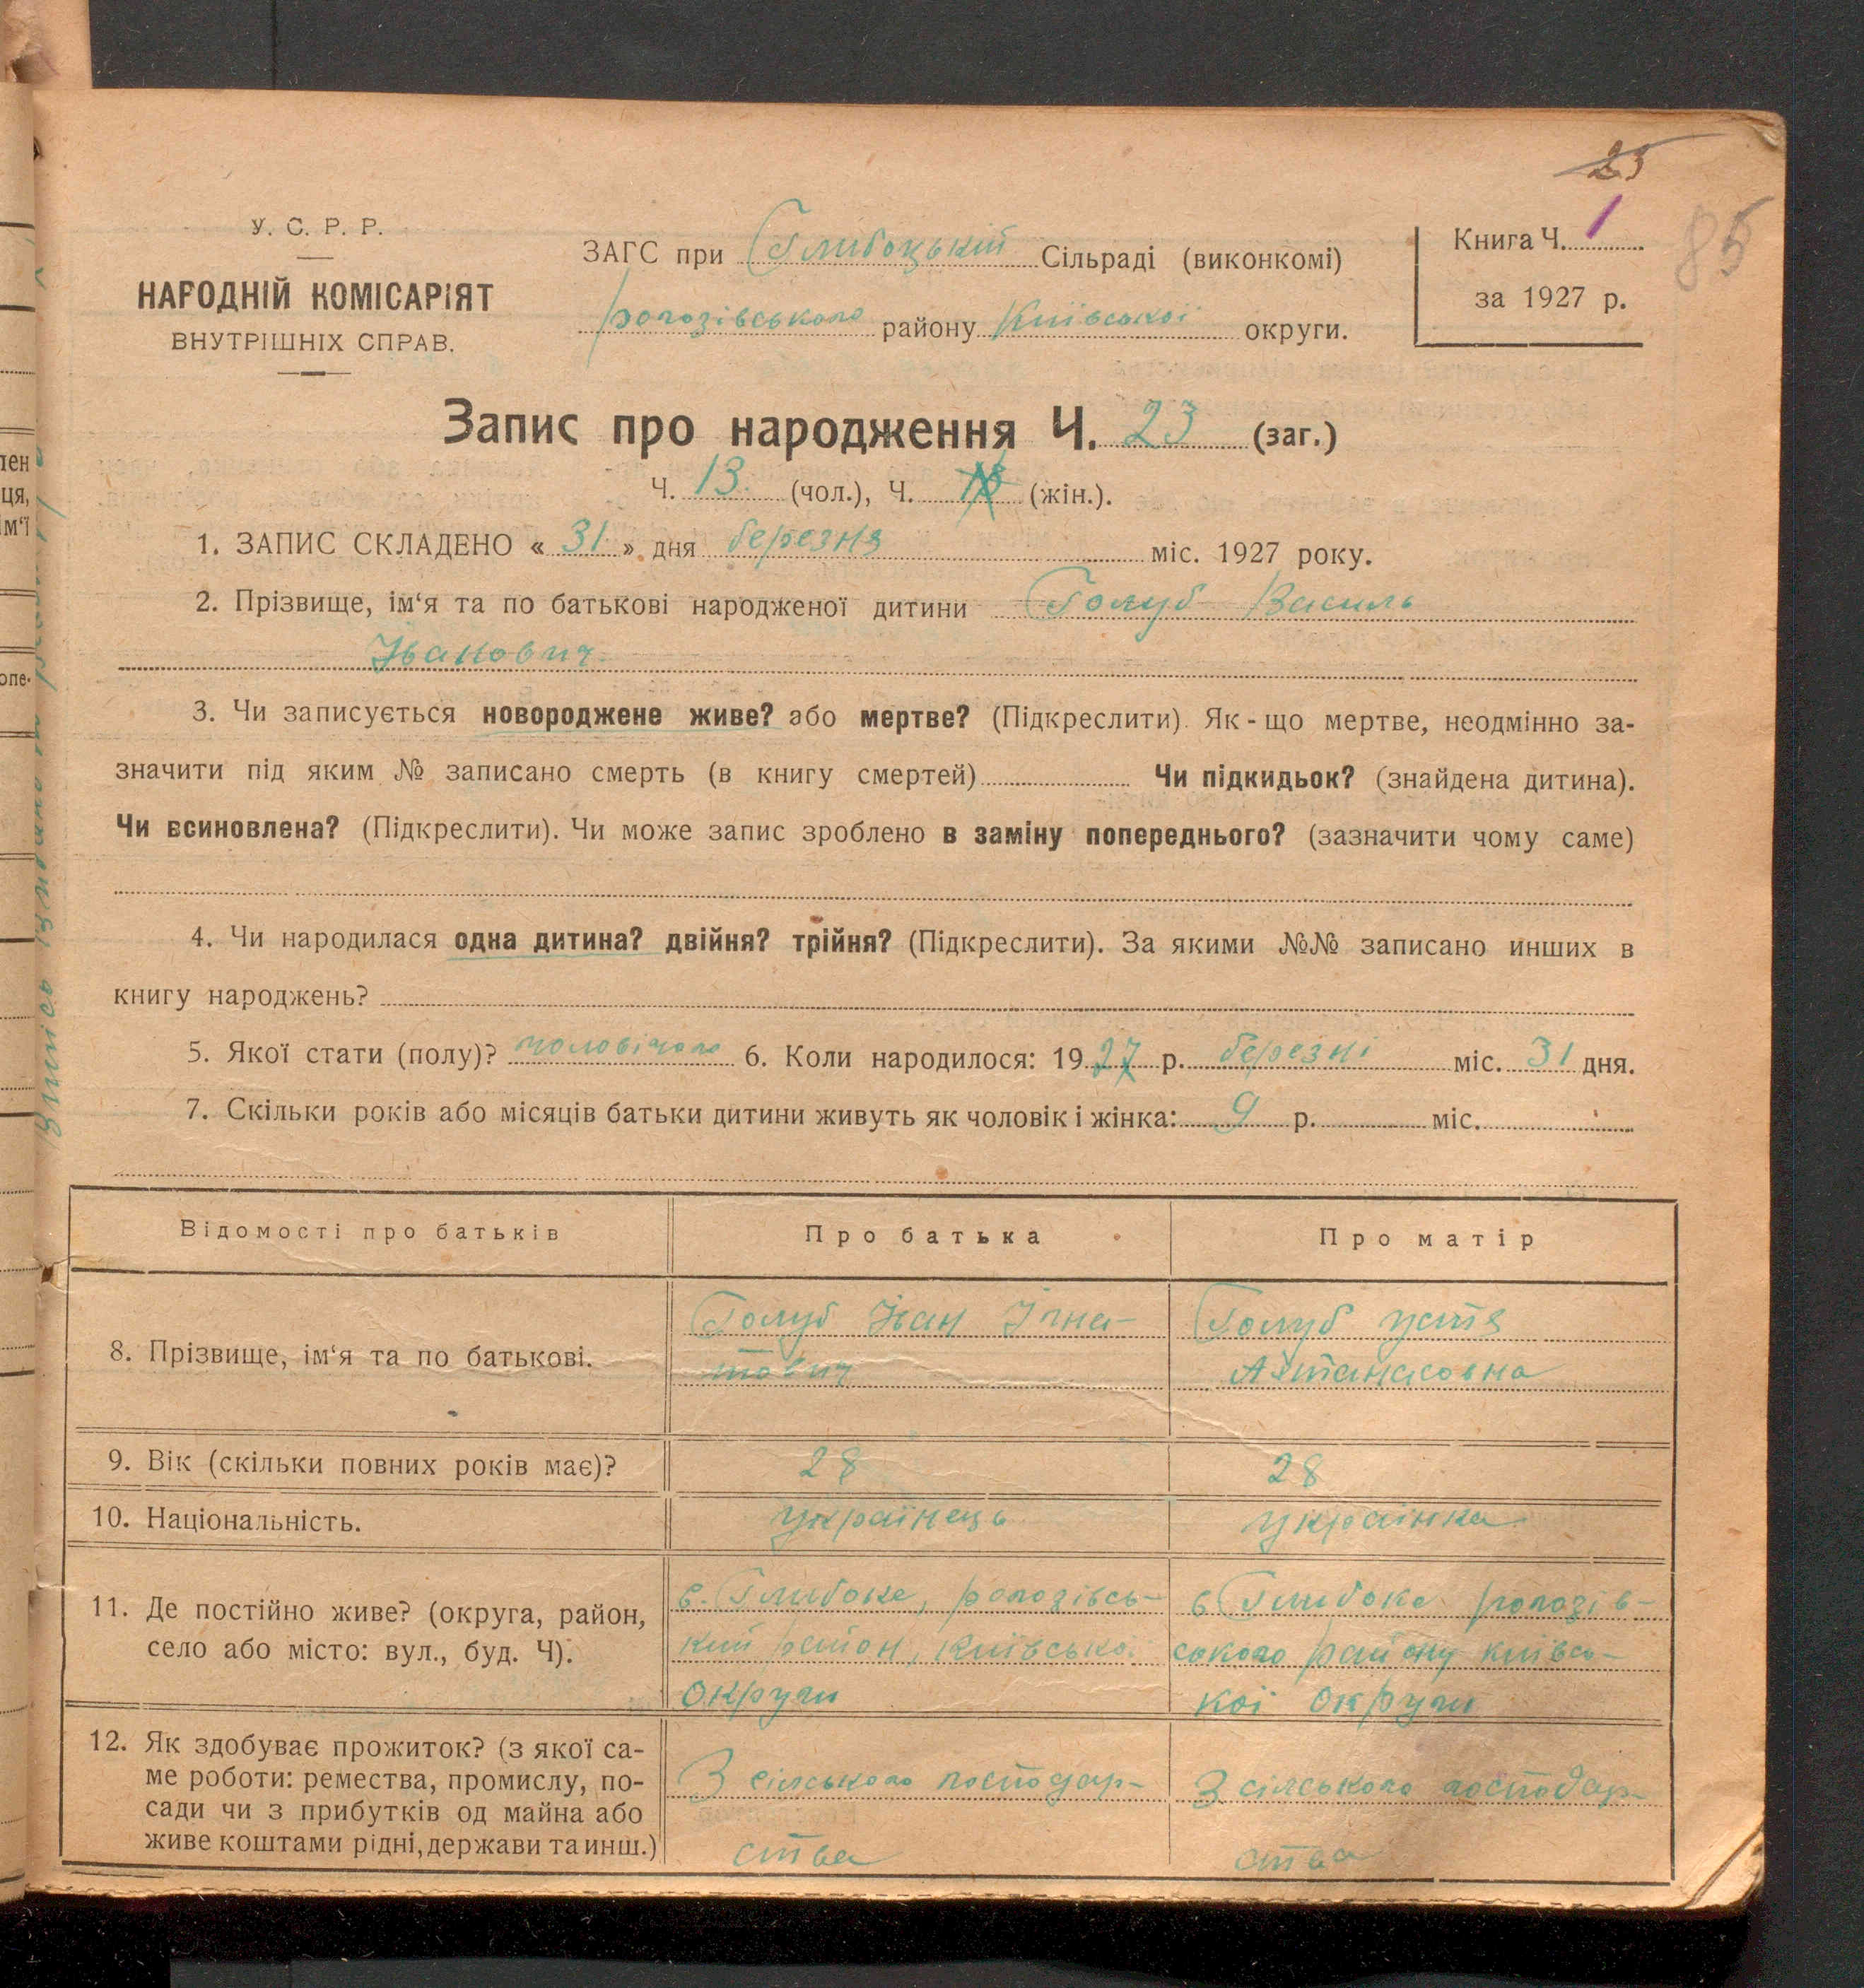 25
85
У. С. Р. Р.
НАРОДНІЙ КОМІСАРІЯТ
ВНУТРІШНІХ СПРАВ.
ЗАГС при Глибоцькій Сільраді (виконкомі)
рогозівського району Київської округи.
Книга Ч. 1
за 1927 р.
Запис про народження Ч. 23 (заг.)
Ч. 13 (чол.), Ч. (жін.).
1. ЗАПИС СКЛАДЕНО « 31 » дня березня міс. 1927 року.
2. Прізвище, ім‘я та по батькові народженої дитини Голуб Василь
Іванович
3. Чи записується новороджене живе? або мертве? (Підкреслити). Як-що мертве, неодмінно за-
значити під яким № записано смерть (в книгу смертей) Чи підкидьок? (знайдена дитина).
Чи всиновлена? (Підкреслити). Чи може запис зроблено в заміну попереднього? (зазначити чому саме)
4. Чи народилася одна дитина? двійня? трійня? (Підкреслити). За якими №№ записано инших в
книгу народжень?
5. Якої стати (полу)? чоловічого 6. Коли народилося: 1927 р. березні міс. 31 дня.
7. Скільки років або місяців батьки дитини живуть як чоловік і жінка: 9 р. міс.
Відомості про батьків Про батька Про матір
8. Прізвище, ім‘я та по батькові. Голуб Іван Ігна- Голуб Устя
тович Автанасовна
9. Вік (скільки повних років має)? 28 28
10. Національність. українець українка
11. Де постійно живе? (округа, район, с. Глибоке, рогозівсь- с Глибоке рогозів-
село або місто: вул., буд. Ч). кий район, Київської ського району київсь-
округи кої округи
12. Як здобуває прожиток? (з якої са-
ме роботи: ремества, промислу, по- З сільського господар- З сільського господар-
сади чи з прибутків од майна або
живе коштами рідні, держави та инш.) ства ства